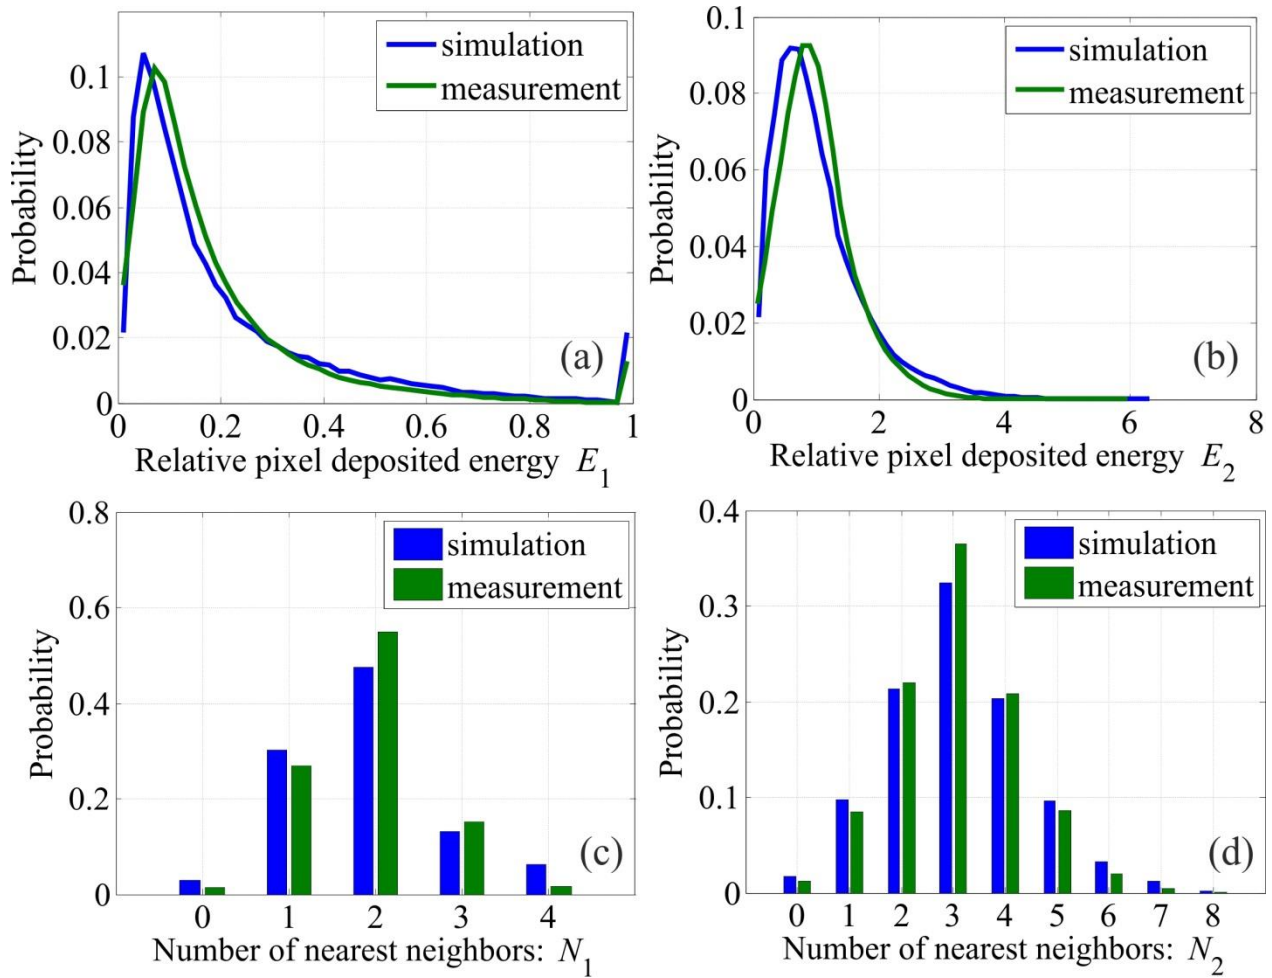 0.1
0.08
0.06
0.04
0.02
0
Probability
simulation
measurement
(a)
0 0.2 0.4 0.6 0.8 1
Relative pixel deposited energy E1
0.1
0.08
0.06
0.04
0.02
0
Probability
simulation
measurement
(b)
0 2 4 6 8
Relative pixel deposited energy E2
0.8
0.6
0.4
0.2
0
Probability
simulation
measurement
(c)
0 1 2 3 4
Number of nearest neighbors: N1
0.4
0.3
0.2
0.1
0
Probability
simulation
measurement
(d)
0 1 2 3 4 5 6 7 8
Number of nearest neighbors: N2